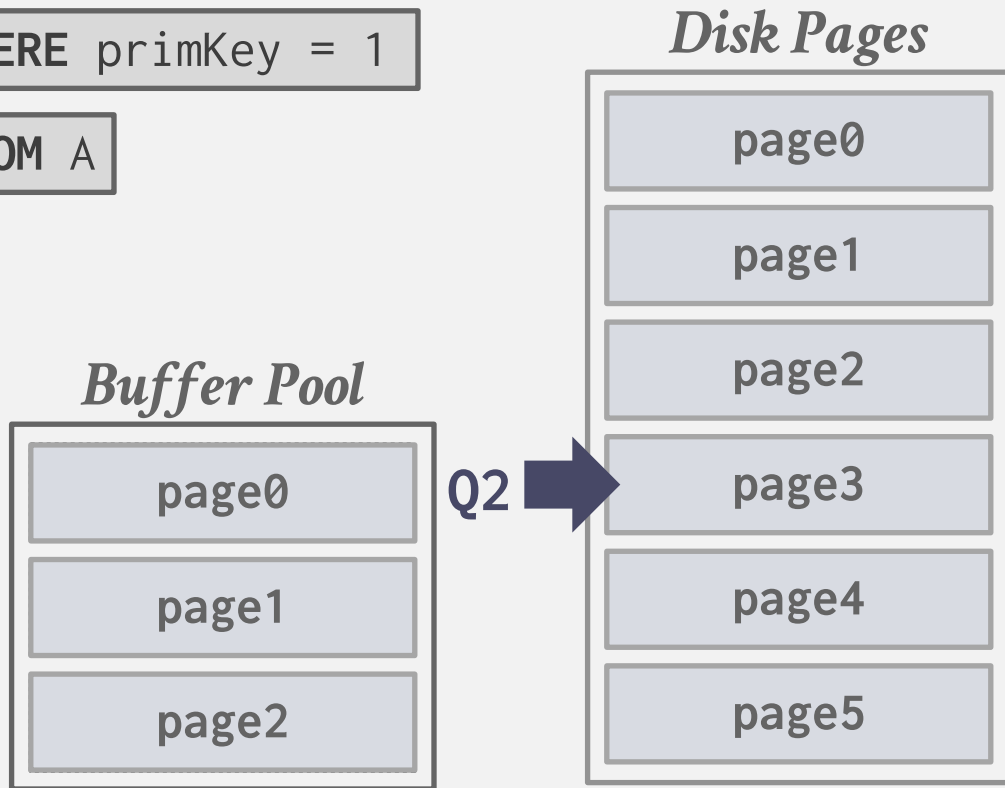 ERE primKey = 1
OM A
Disk Pages
page0
page1
page2
page3
page4
page5
Buffer Pool
page0
page1
page2
Q2